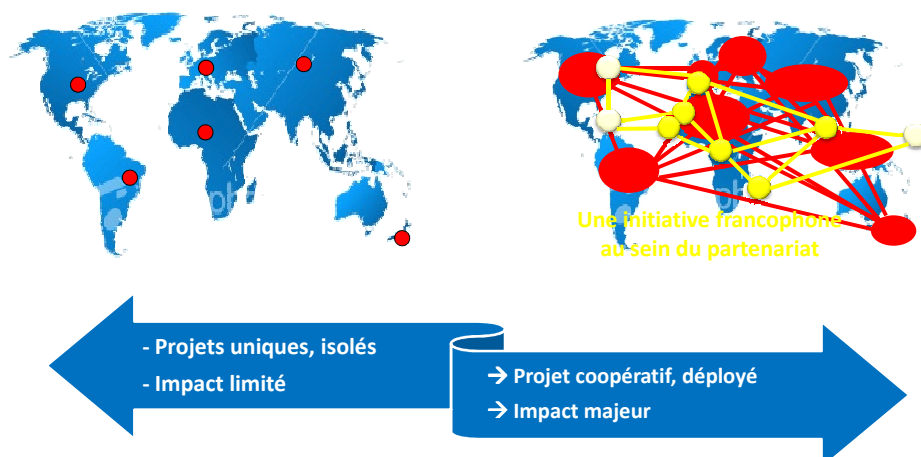 Une initiative francophone
au sein du partenariat
- Projets uniques, isolés
- Impact limité
→ Projet coopératif, déployé
→ Impact majeur